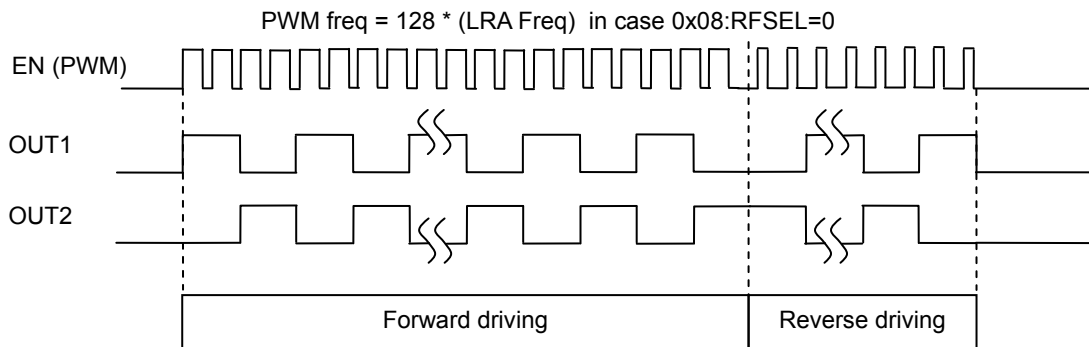 PWM freq = 128 * (LRA Freq)  in case 0x08:RFSEL=0
EN (PWM)
OUT1
OUT2
Forward driving
Reverse driving